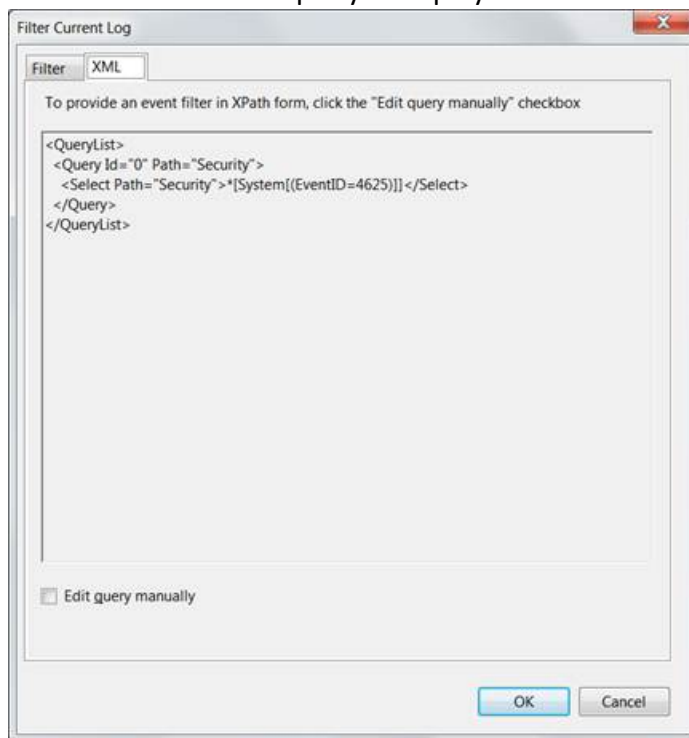 Filter Current Log
Filter XML
To provide an event filter in XPath form, click the "Edit query manually" checkbox
<QueryList>
<Query Id="0" Path="Security">
<Select Path="Security">*[System[(EventID=4625)]]</Select>
</Query>
</QueryList>
Edit query manually
OK Cancel